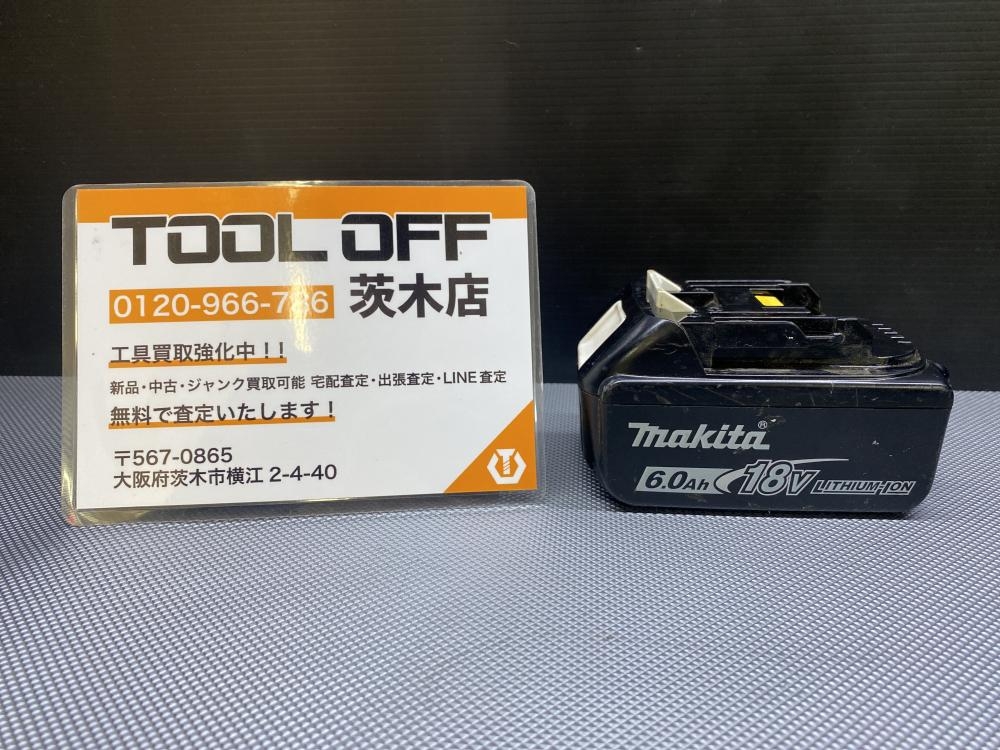 TOOL OFF
0120-966-786 茨木店
工具買取強化中！！
新品・中古・ジャンク買取可能 宅配査定・出張査定・LINE査定
無料で査定いたします！
〒567-0865
大阪府茨木市横江 2-4-40
makita®
6.0Ah 18V LITHIUM-ION